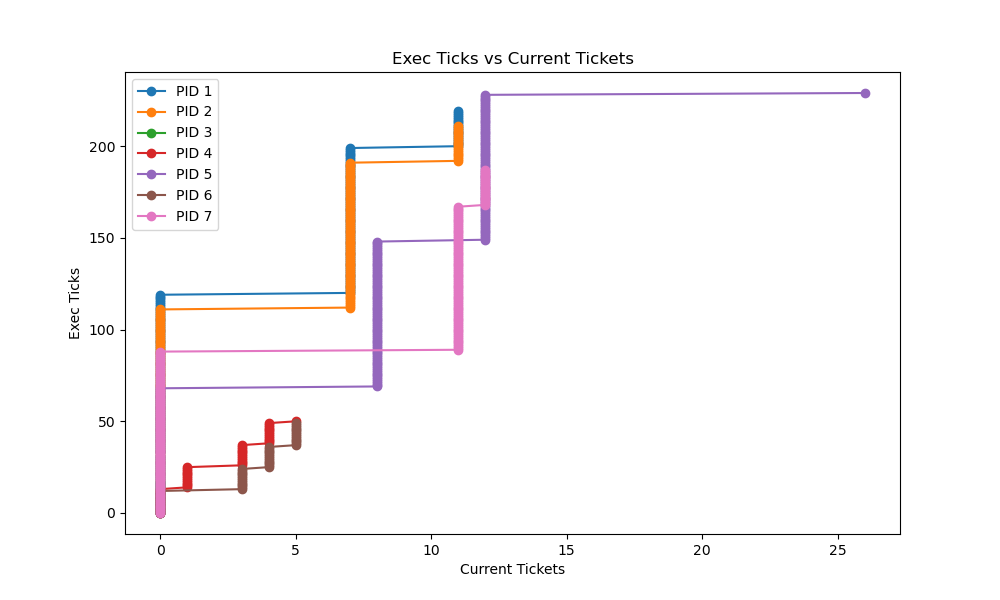 Exec Ticks vs Current Tickets
PID 1
PID 2
PID 3
PID 4
PID 5
PID 6
PID 7
Exec Ticks
200
150
100
50
0
0 5 10 15 20 25
Current Tickets